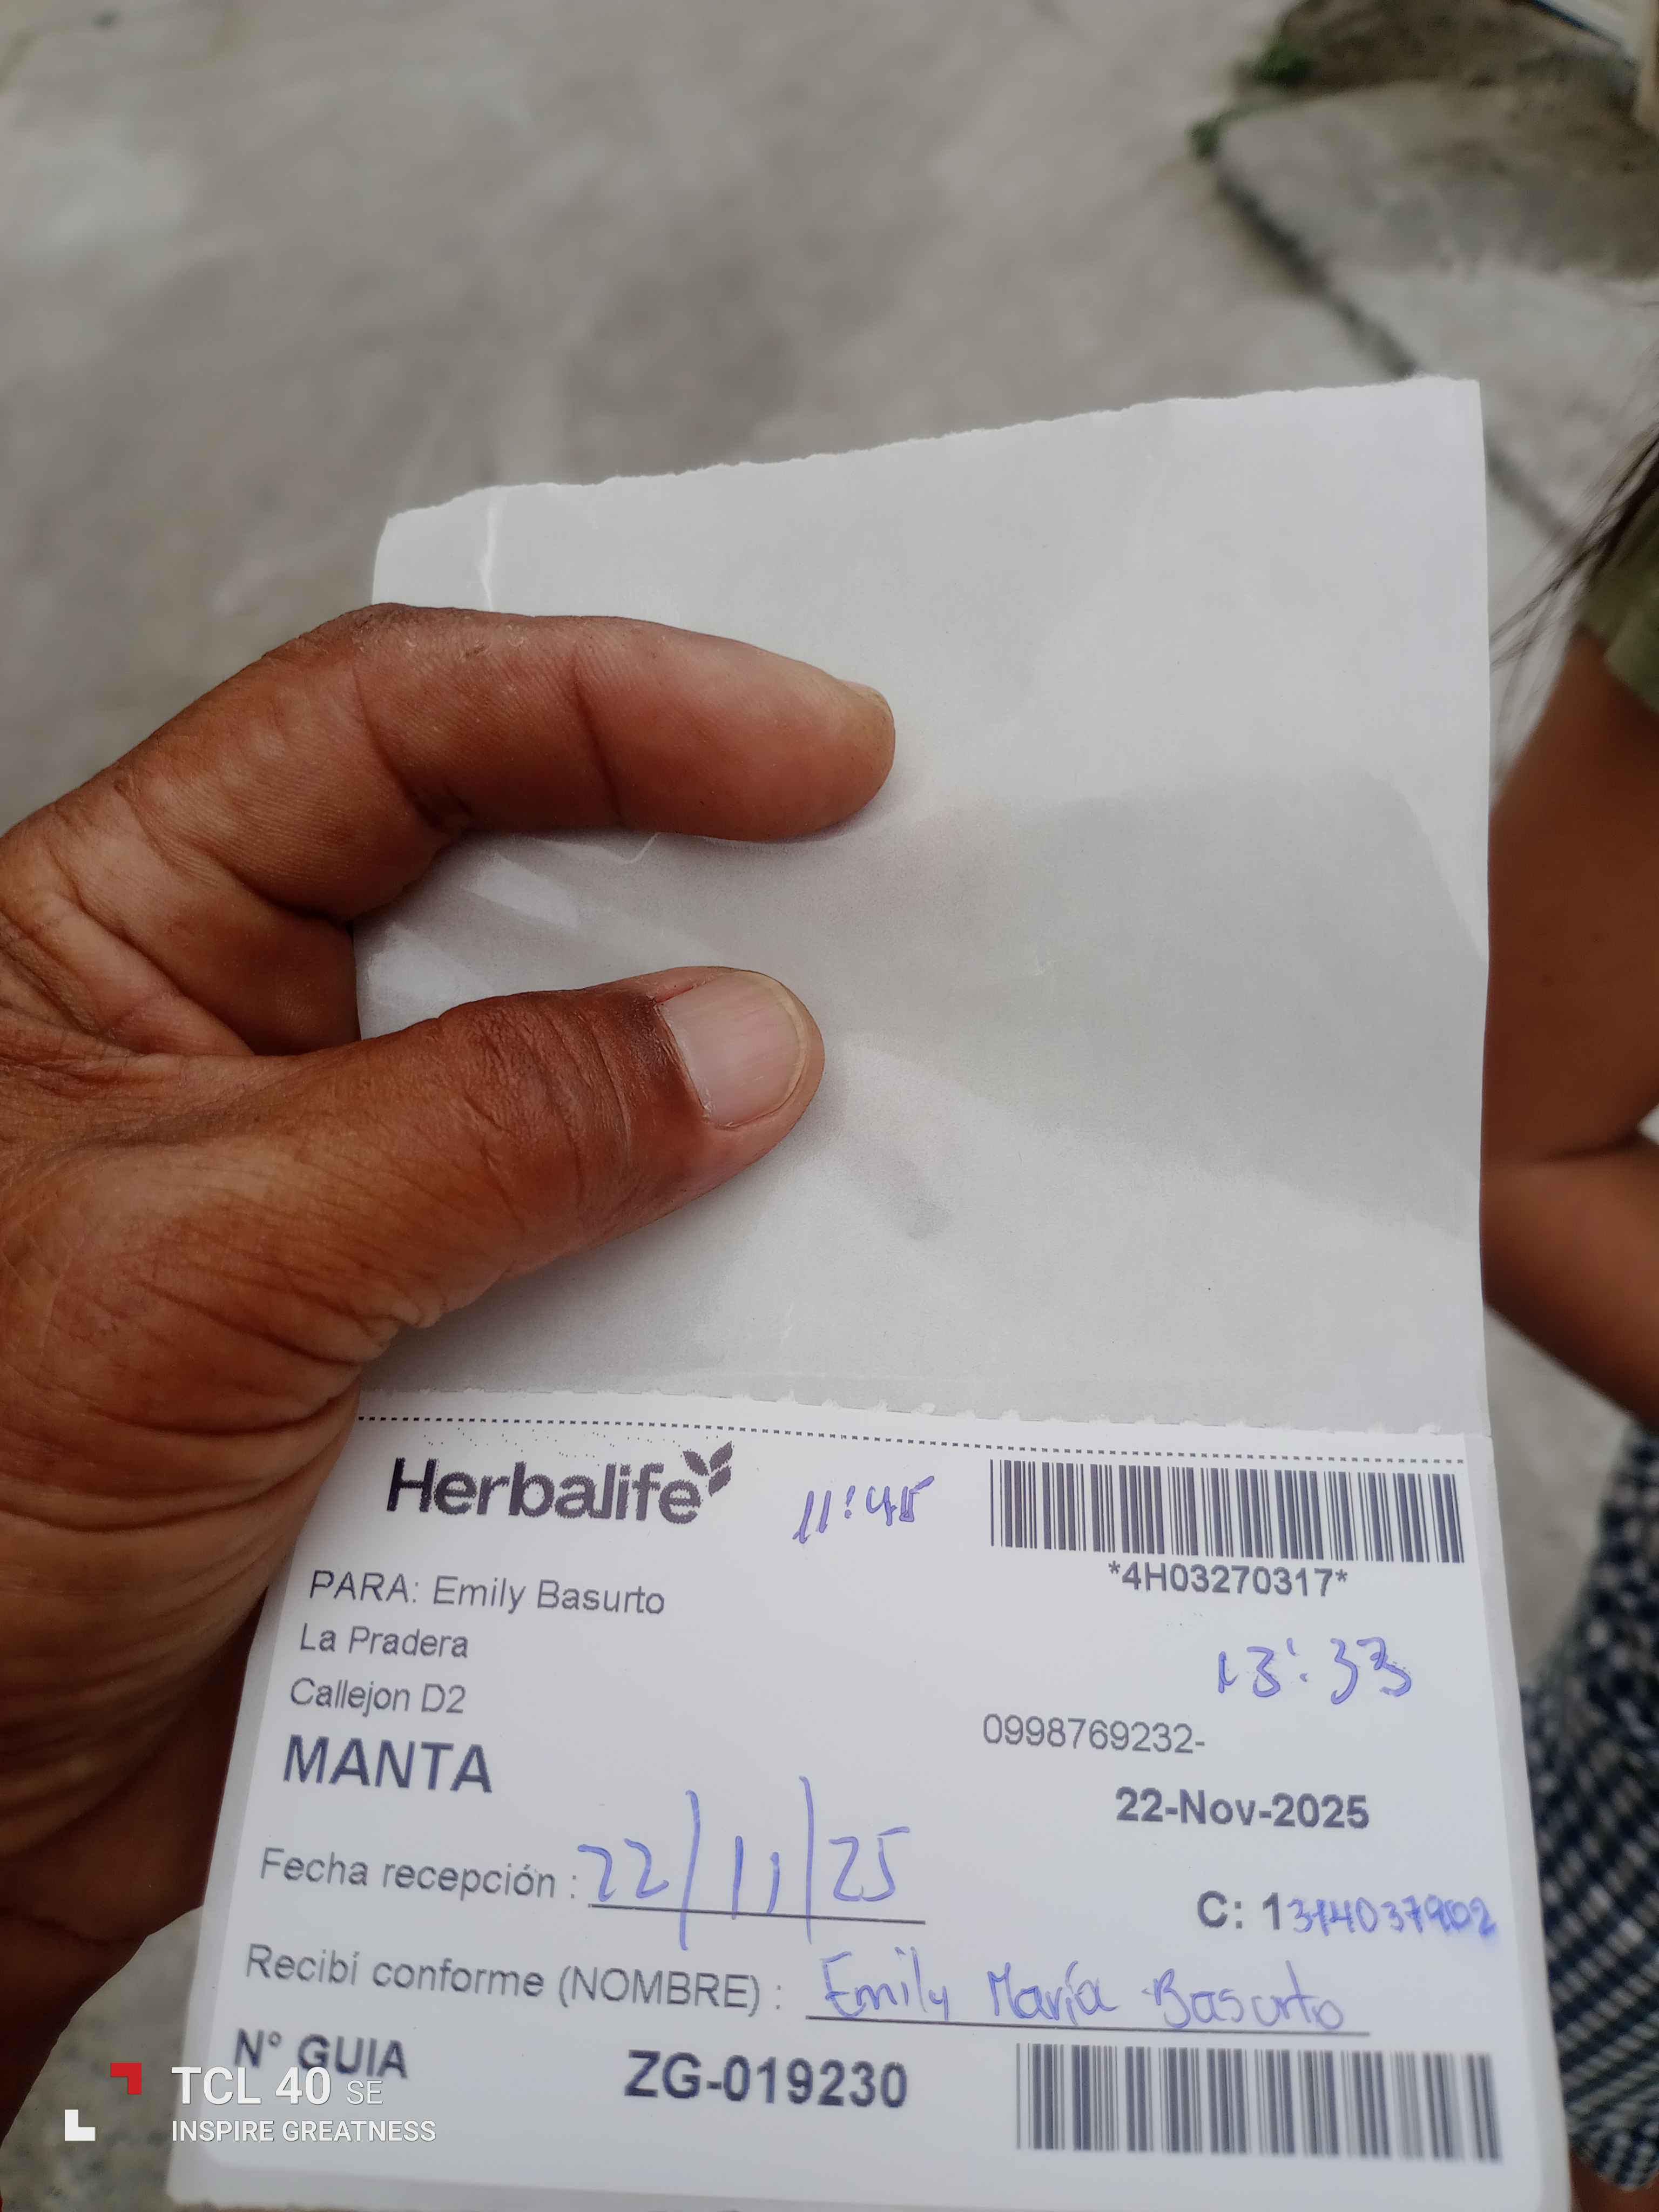 Herbalife
11:45
*4H03270317*
PARA: Emily Basurto
13:33
La Pradera
Callejon D2
0998769232-
MANTA
22-Nov-2025
Fecha recepción : 22/11/25
C: 1314037902
Recibí conforme (NOMBRE) : Emily María Basurto
N° GUIA ZG-019230
TCL 40 SE
INSPIRE GREATNESS